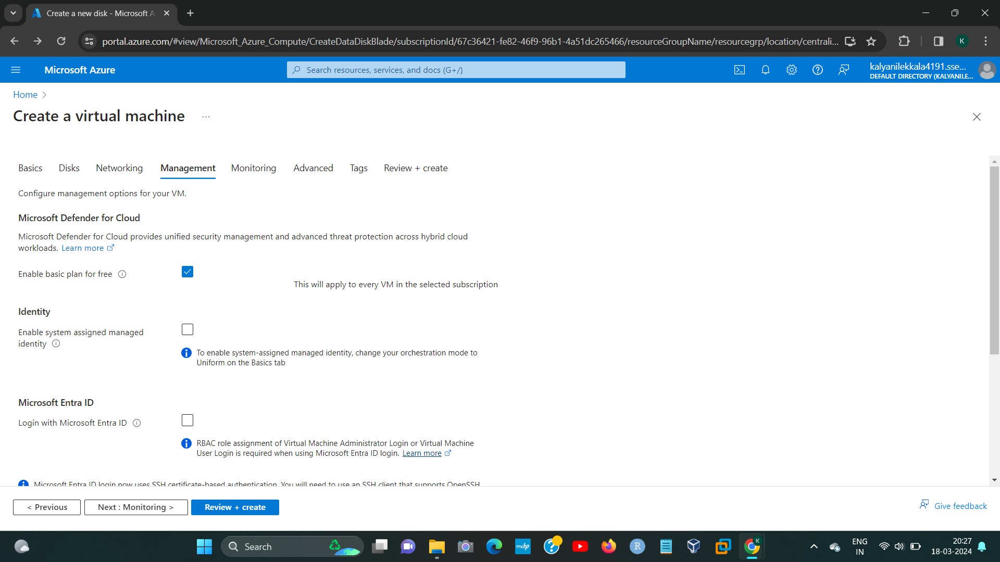 Create a new disk - Microsoft A
portal.azure.com/#view/Microsoft_Azure_Compute/CreateDataDiskBlade/subscriptionId/67c36421-fe82-46f9-96b1-4a51dc265466/resourceGroupName/resourcegrp/location/centrali...
K
Microsoft Azure
Search resources, services, and docs (G+/)
kalyanilekkala4191.sse...
DEFAULT DIRECTORY (KALYANILE...
Home >
Create a virtual machine ...
Basics Disks Networking Management Monitoring Advanced Tags Review + create
Configure management options for your VM.
Microsoft Defender for Cloud
Microsoft Defender for Cloud provides unified security management and advanced threat protection across hybrid cloud
workloads. Learn more
Enable basic plan for free
This will apply to every VM in the selected subscription
Identity
Enable system assigned managed
identity
To enable system-assigned managed identity, change your orchestration mode to
Uniform on the Basics tab
Microsoft Entra ID
Login with Microsoft Entra ID
RBAC role assignment of Virtual Machine Administrator Login or Virtual Machine
User Login is required when using Microsoft Entra ID login. Learn more
Microsoft Entra ID login now uses SSH certificate-based authentication. You will need to use an SSH client that supports OpenSSH
< Previous
Next : Monitoring >
Review + create
Give feedback
Search
myhp
R
K
ENG
IN
20:27
18-03-2024